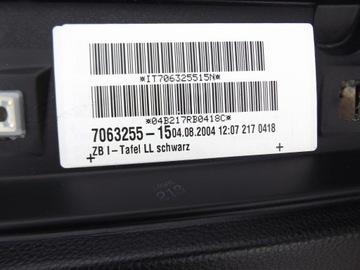 *IT706325515N*
*04B217RB0418C*
7063255-15 04.08.2004 12:07 217 0418
ZB I-Tafel LL schwarz